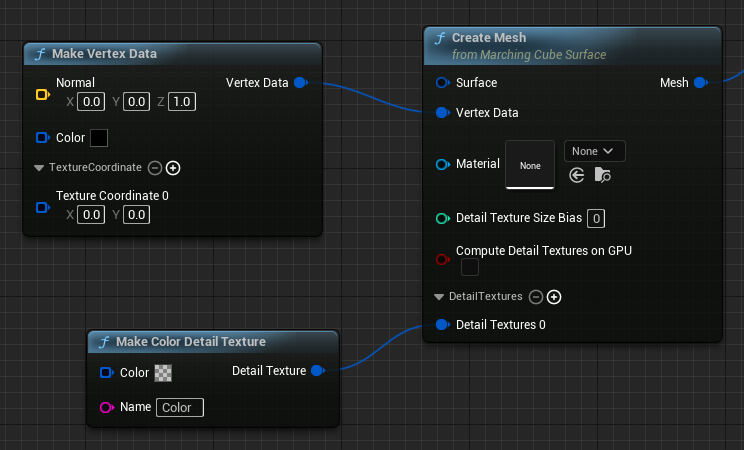 Make Vertex Data
Normal
X 0.0 Y 0.0 Z 1.0
Vertex Data
Color
TextureCoordinate
Texture Coordinate 0
X 0.0 Y 0.0
Make Color Detail Texture
Color
Detail Texture
Name Color
Create Mesh
from Marching Cube Surface
Surface
Mesh
Vertex Data
Material
None
None
Detail Texture Size Bias 0
Compute Detail Textures on GPU
DetailTextures
Detail Textures 0